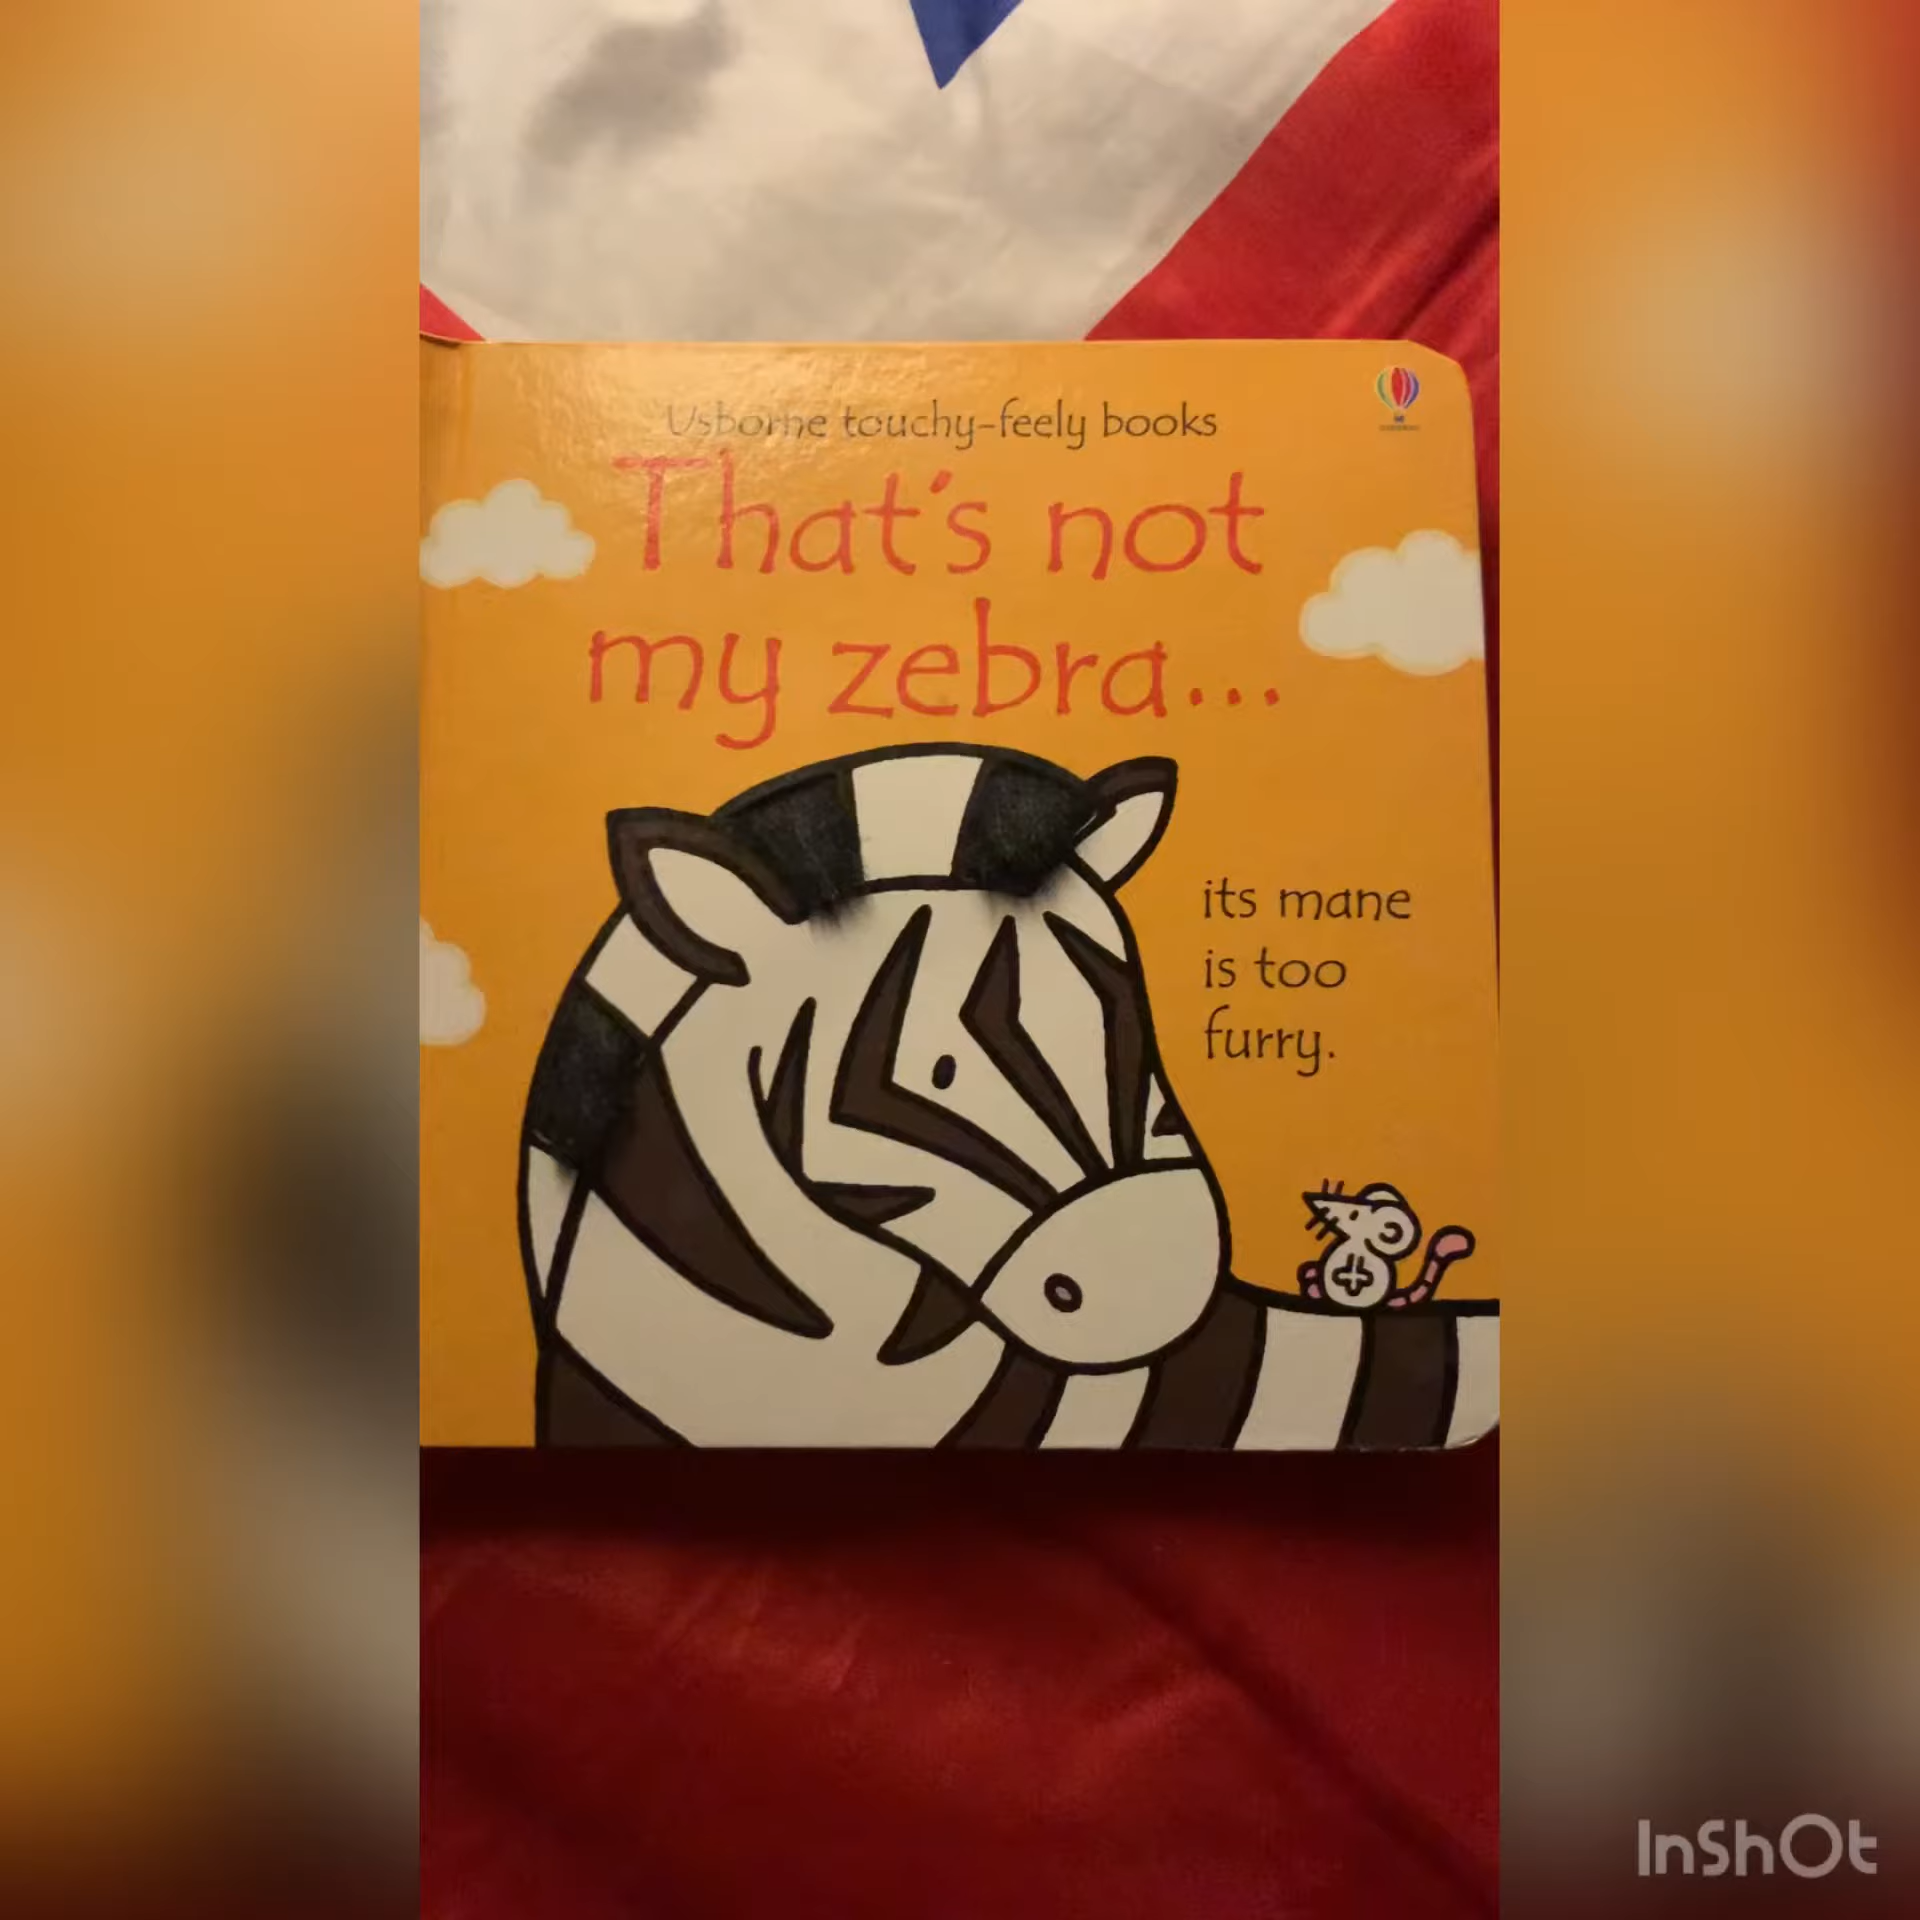 Usborne touchy-feely books
That's not
my zebra...
its mane
is too
furry.
InShOt